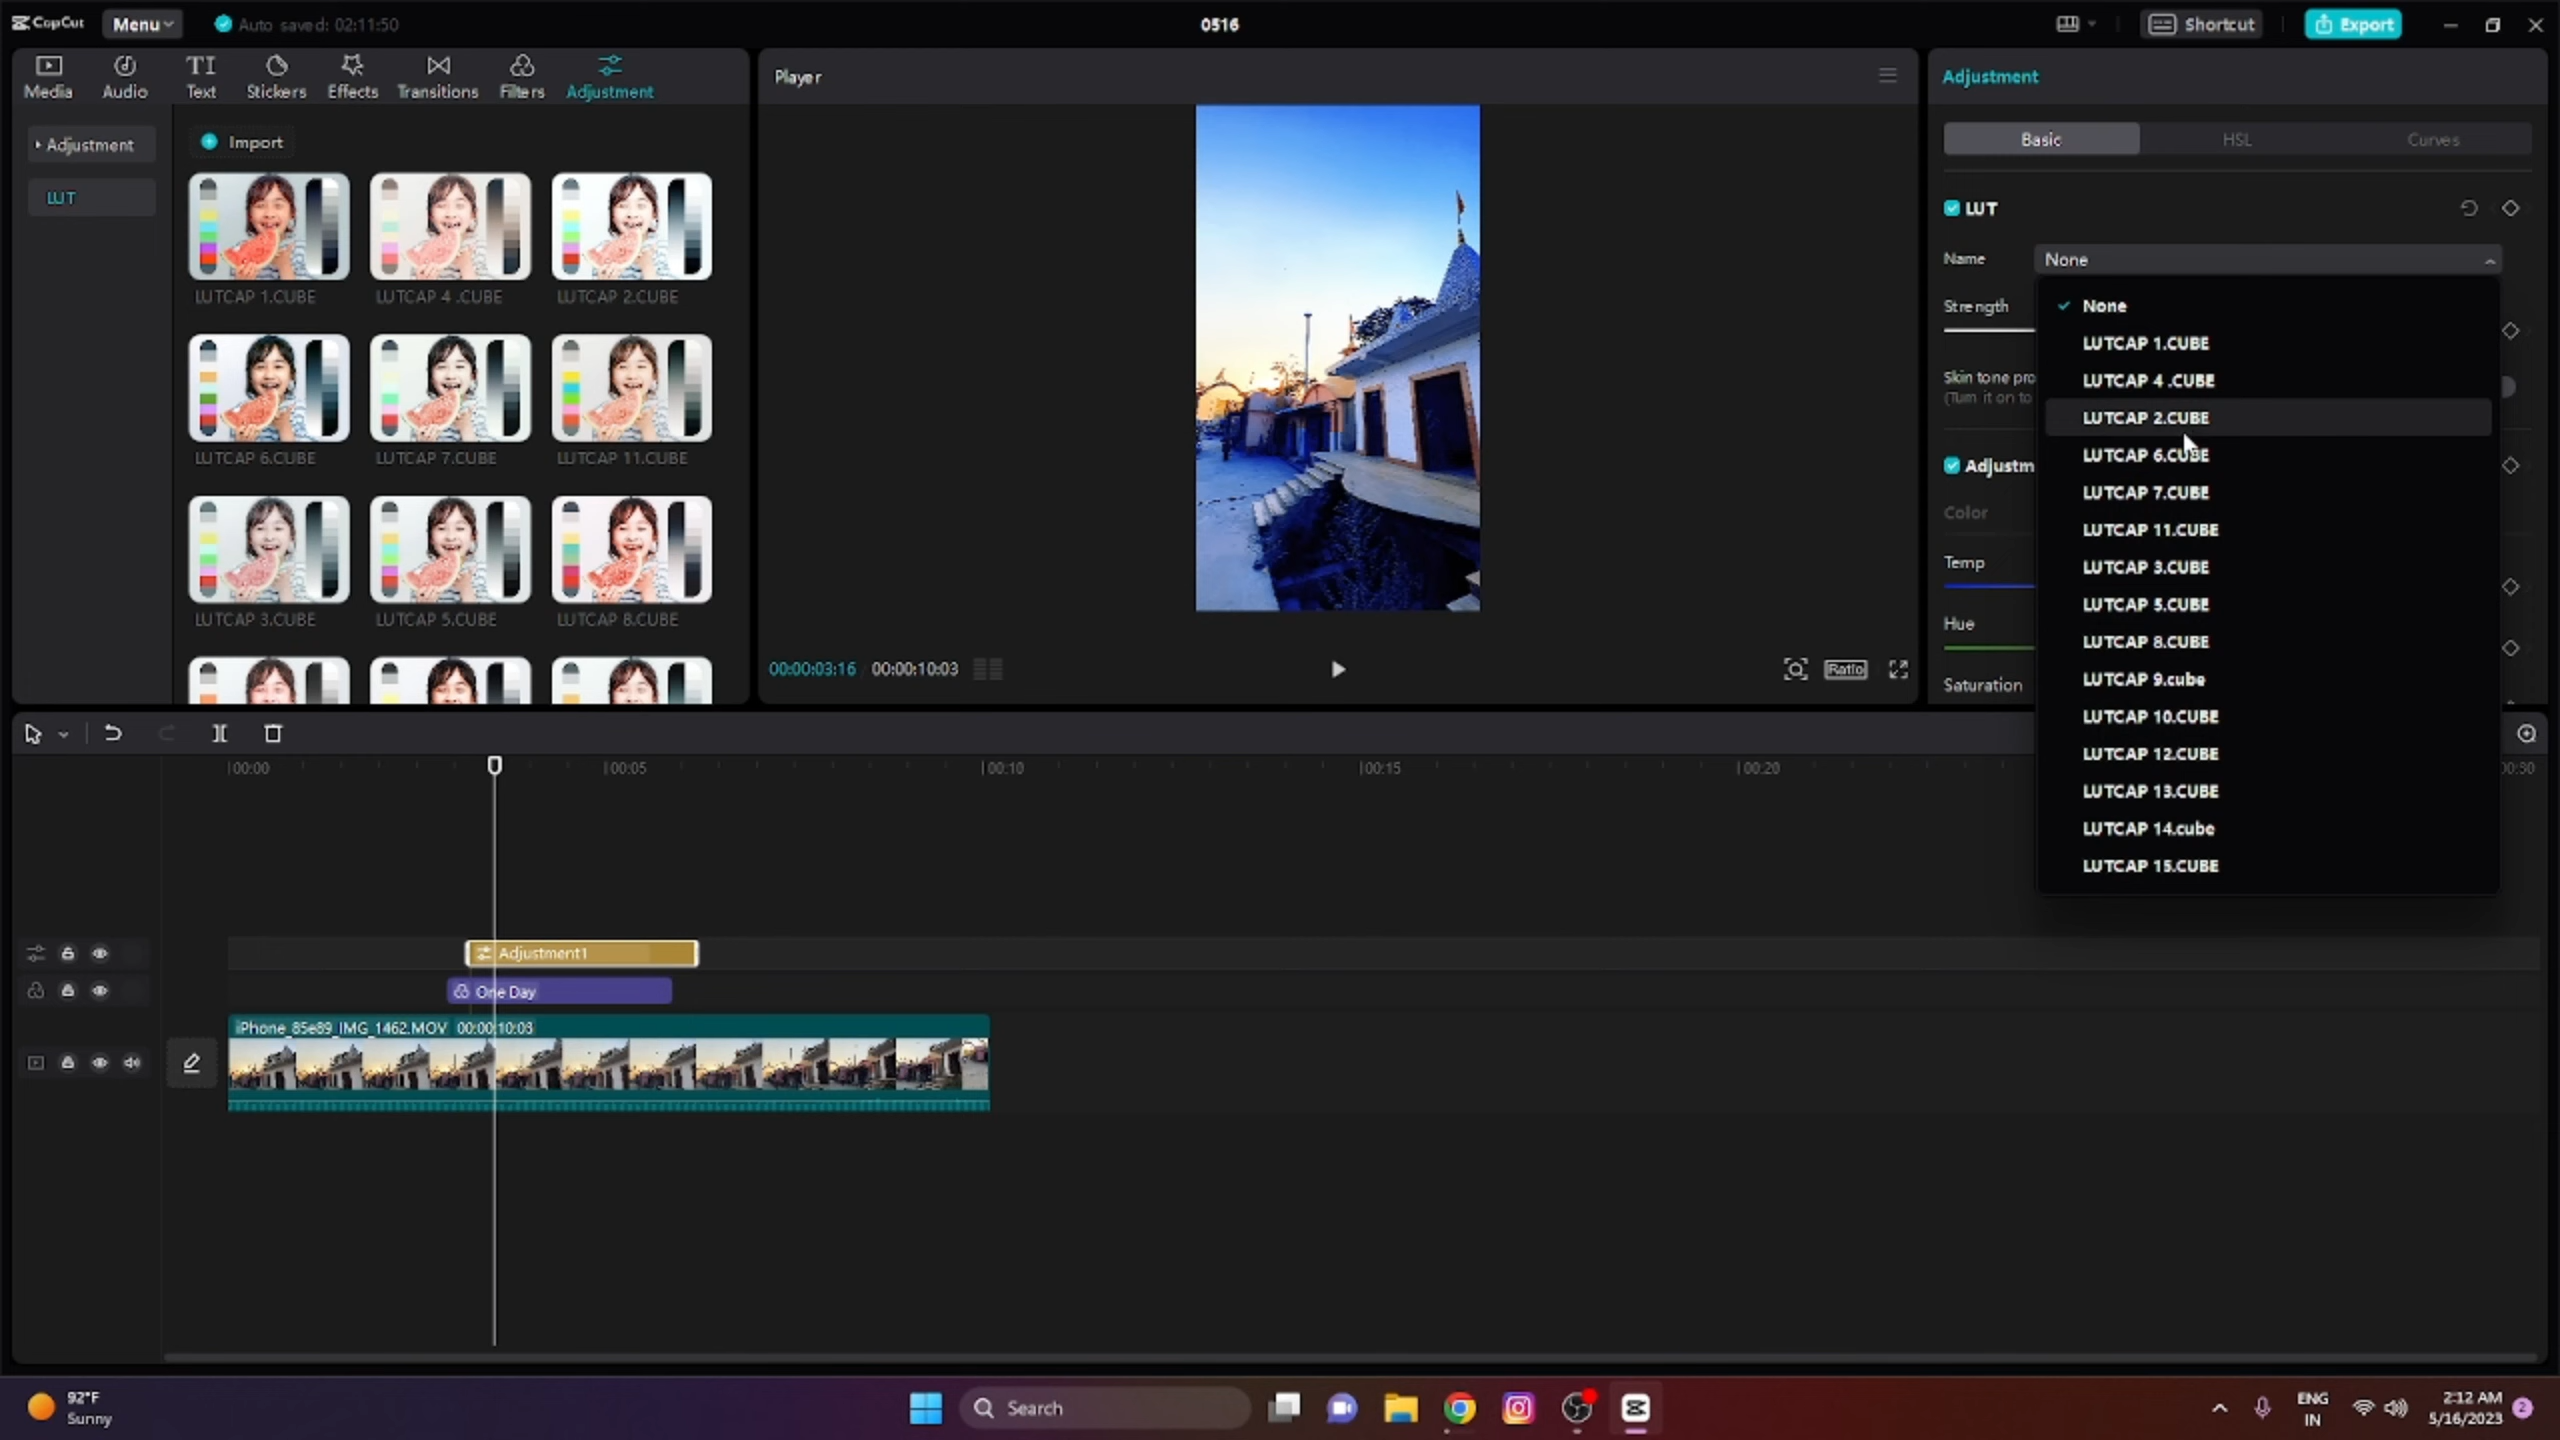 CapCut
Menu
Auto saved: 02:11:50
0516
Shortcut
Export
Media
Audio
TI
Text
Stickers
Effects
Transitions
Filters
Adjustment
Adjustment
LUT
Import
LUTCAP 1.CUBE
LUTCAP 4 .CUBE
LUTCAP 2.CUBE
LUTCAP 6.CUBE
LUTCAP 7.CUBE
LUTCAP 11.CUBE
LUTCAP 3.CUBE
LUTCAP 5.CUBE
LUTCAP 8.CUBE
Player
00:00:03:16
00:00:10:03
Ratio
Adjustment
Basic
HSL
Curves
LUT
Name
None
Strength
Skin tone pro
(Turn it on to
Adjustm
Color
Temp
Hue
Saturation
None
LUTCAP 1.CUBE
LUTCAP 4 .CUBE
LUTCAP 2.CUBE
LUTCAP 6.CUBE
LUTCAP 7.CUBE
LUTCAP 11.CUBE
LUTCAP 3.CUBE
LUTCAP 5.CUBE
LUTCAP 8.CUBE
LUTCAP 9.cube
LUTCAP 10.CUBE
LUTCAP 12.CUBE
LUTCAP 13.CUBE
LUTCAP 14.cube
LUTCAP 15.CUBE
00:00
00:05
00:10
00:15
00:20
00:30
Adjustment1
One Day
iPhone_85e89_IMG_1462.MOV 00:00:10:03
92°F
Sunny
Search
ENG
IN
2:12 AM
5/16/2023
2